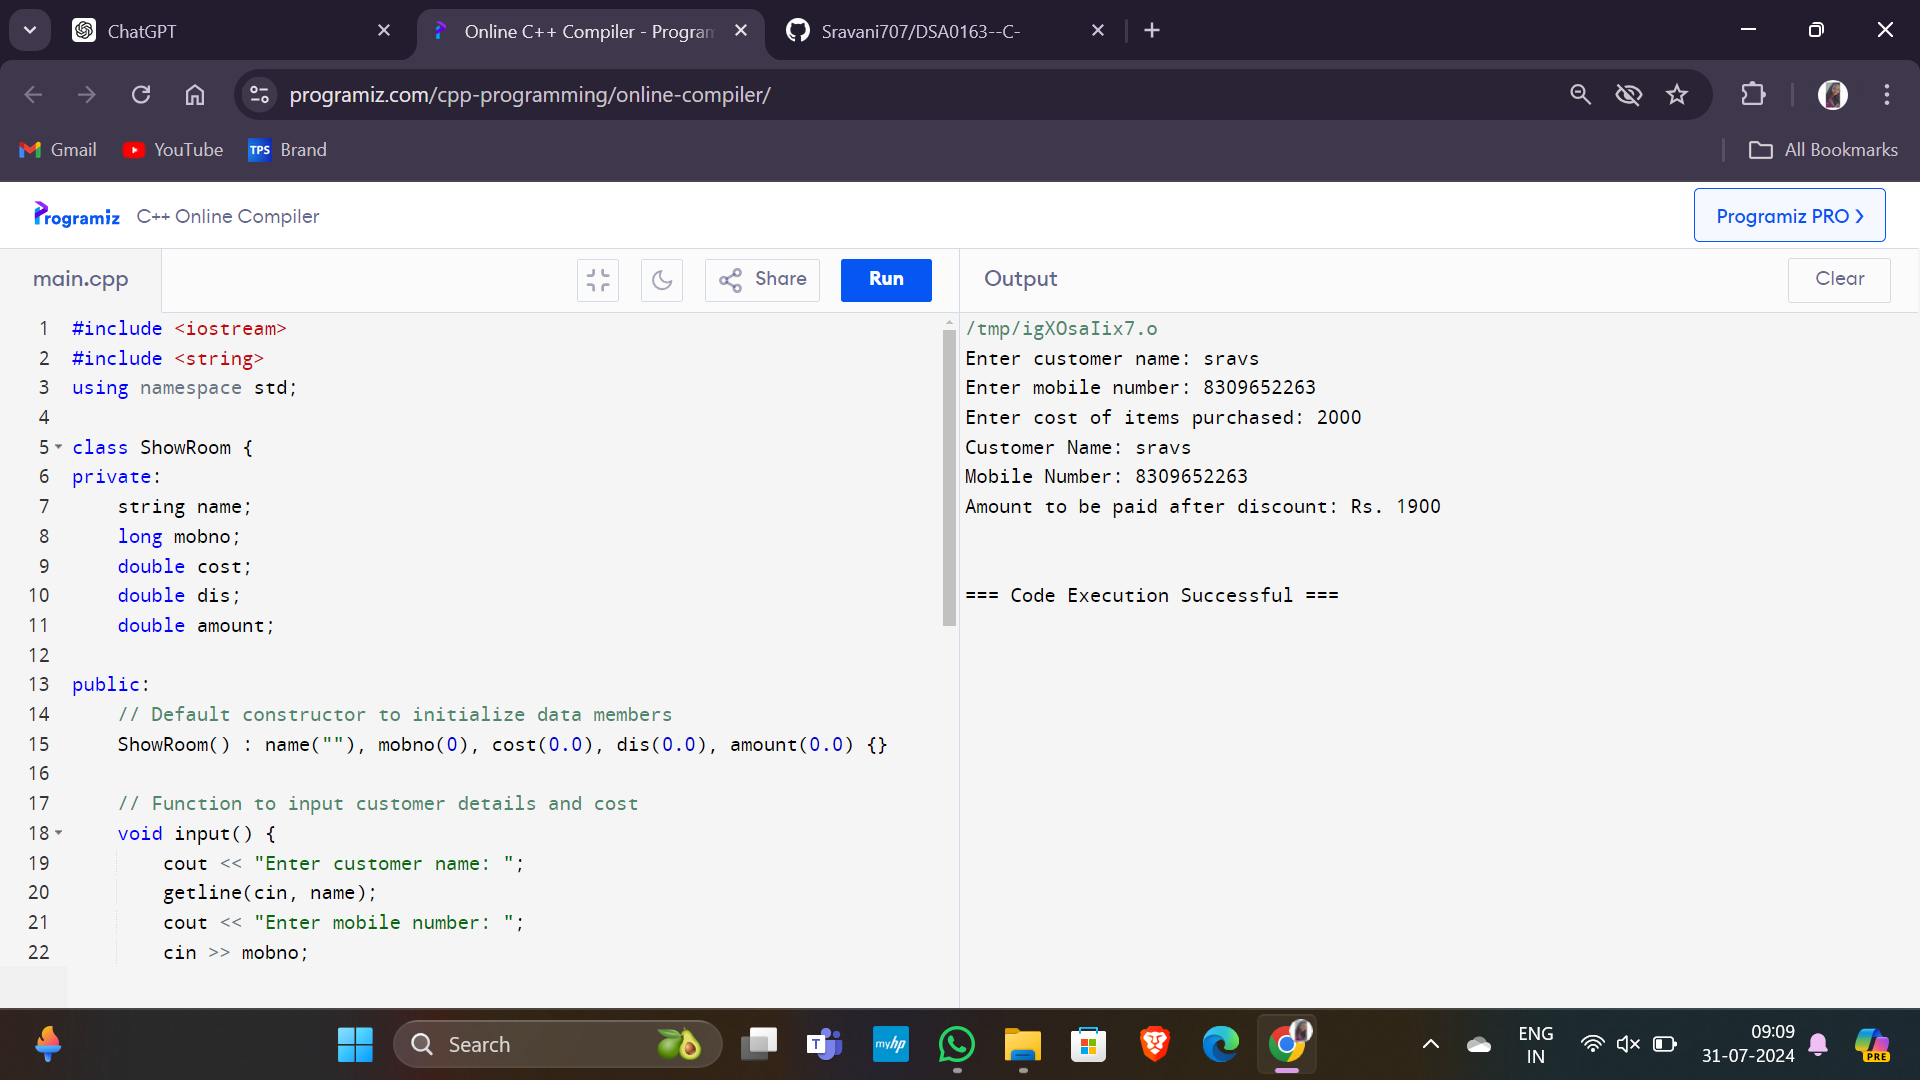 ChatGPT
Online C++ Compiler - Program
Sravani707/DSA0163--C-
programiz.com/cpp-programming/online-compiler/
Gmail
YouTube
TPS
Brand
All Bookmarks
Programiz
C++ Online Compiler
Programiz PRO
main.cpp
Share
Run
Output
Clear
1 #include <iostream>
2 #include <string>
3 using namespace std;
4
5 class ShowRoom {
6 private:
7 string name;
8 long mobno;
9 double cost;
10 double dis;
11 double amount;
12
13 public:
14 // Default constructor to initialize data members
15 ShowRoom() : name(""), mobno(0), cost(0.0), dis(0.0), amount(0.0) {}
16
17 // Function to input customer details and cost
18 void input() {
19 cout << "Enter customer name: ";
20 getline(cin, name);
21 cout << "Enter mobile number: ";
22 cin >> mobno;
/tmp/igXOsaIix7.o
Enter customer name: sravs
Enter mobile number: 8309652263
Enter cost of items purchased: 2000
Customer Name: sravs
Mobile Number: 8309652263
Amount to be paid after discount: Rs. 1900
=== Code Execution Successful ===
Search
T
myhp
ENG
IN
09:09
31-07-2024
PRE